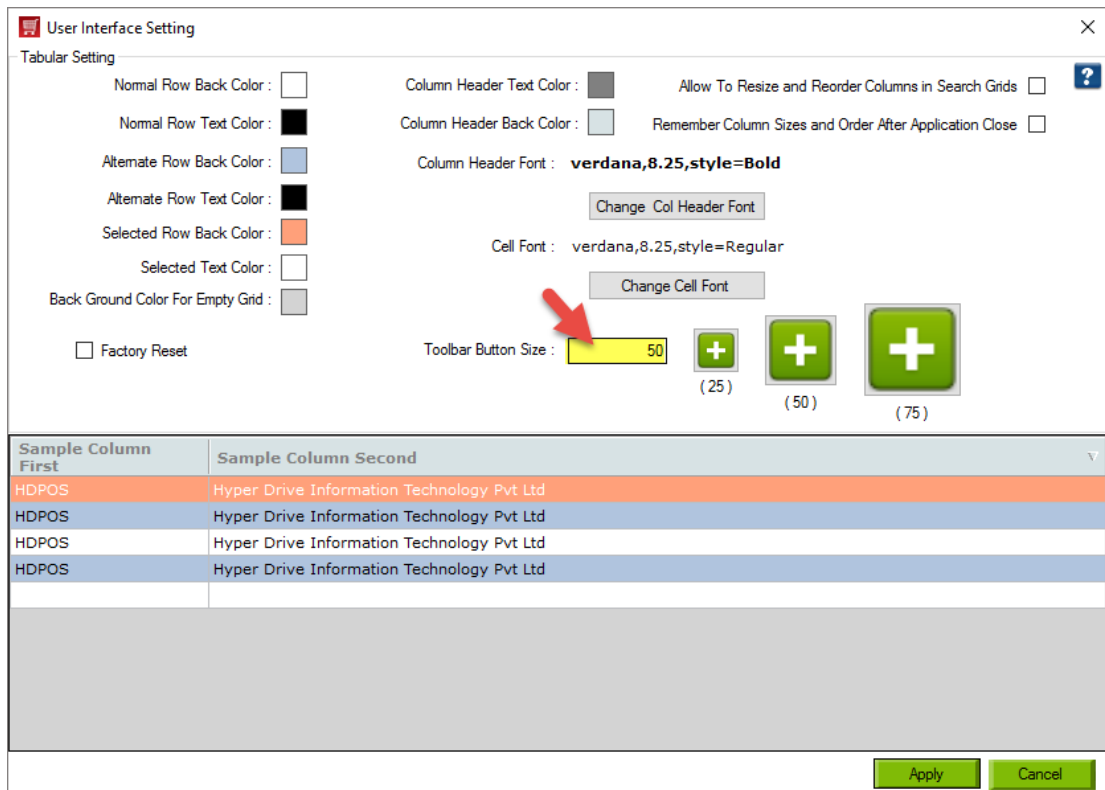 User Interface Setting
Tabular Setting
Normal Row Back Color :
Column Header Text Color :
Allow To Resize and Reorder Columns in Search Grids
?
Normal Row Text Color :
Column Header Back Color :
Remember Column Sizes and Order After Application Close
Alternate Row Back Color :
Column Header Font : verdana,8.25,style=Bold
Alternate Row Text Color :
Change Col Header Font
Selected Row Back Color :
Cell Font : verdana,8.25,style=Regular
Selected Text Color :
Change Cell Font
Back Ground Color For Empty Grid :
Factory Reset
Toolbar Button Size : 50
( 25 )
( 50 )
( 75 )
Sample Column
First
Sample Column Second
HDPOS Hyper Drive Information Technology Pvt Ltd
HDPOS Hyper Drive Information Technology Pvt Ltd
HDPOS Hyper Drive Information Technology Pvt Ltd
HDPOS Hyper Drive Information Technology Pvt Ltd
Apply
Cancel